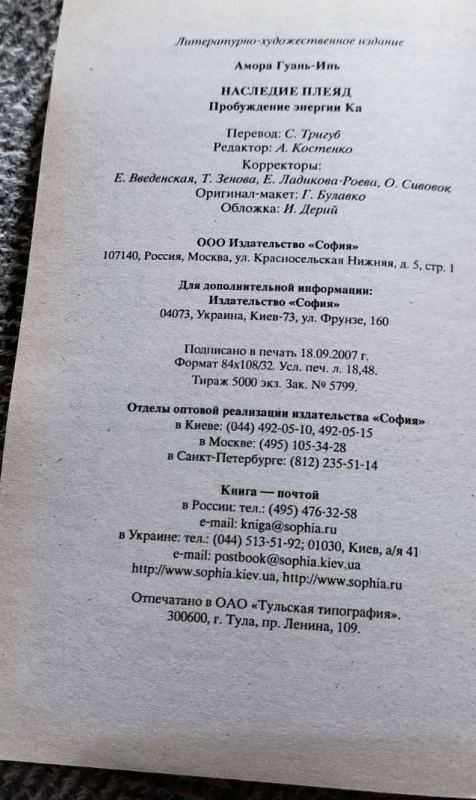 Литературно-художественное издание
Амора Гуань-Инь
НАСЛЕДИЕ ПЛЕЯД
Пробуждение энергии Ка
Перевод: С. Тригуб
Редактор: А. Костенко
Корректоры:
Е. Введенская, Т. Зенова, Е. Ладикова-Роева, О. Сивовок
Оригинал-макет: Г. Булавко
Обложка: И. Дерий
ООО Издательство «София»
107140, Россия, Москва, ул. Красносельская Нижняя, д. 5, стр. 1
Для дополнительной информации:
Издательство «София»
04073, Украина, Киев-73, ул. Фрунзе, 160
Подписано в печать 18.09.2007 г.
Формат 84x108/32. Усл. печ. л. 18,48.
Тираж 5000 экз. Зак. № 5799.
Отделы оптовой реализации издательства «София»
в Киеве: (044) 492-05-10, 492-05-15
в Москве: (495) 105-34-28
в Санкт-Петербурге: (812) 235-51-14
Книга — почтой
в России: тел.: (495) 476-32-58
e-mail: kniga@sophia.ru
в Украине: тел.: (044) 513-51-92; 01030, Киев, а/я 41
e-mail: postbook@sophia.kiev.ua
http://www.sophia.kiev.ua, http://www.sophia.ru
Отпечатано в ОАО «Тульская типография».
300600, г. Тула, пр. Ленина, 109.